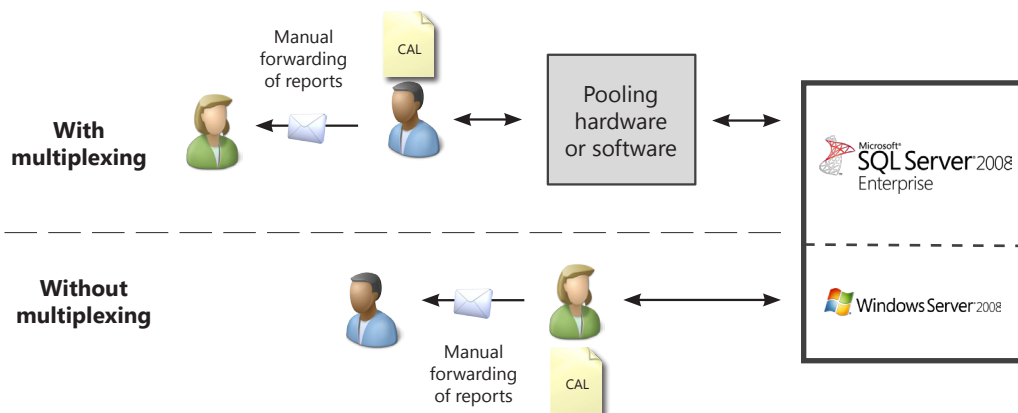 Manual
forwarding
of reports
CAL
With
multiplexing
Pooling
hardware
or software
Microsoft®
SQL Server®2008
Enterprise
Without
multiplexing
Manual
forwarding
of reports
CAL
Windows Server®2008